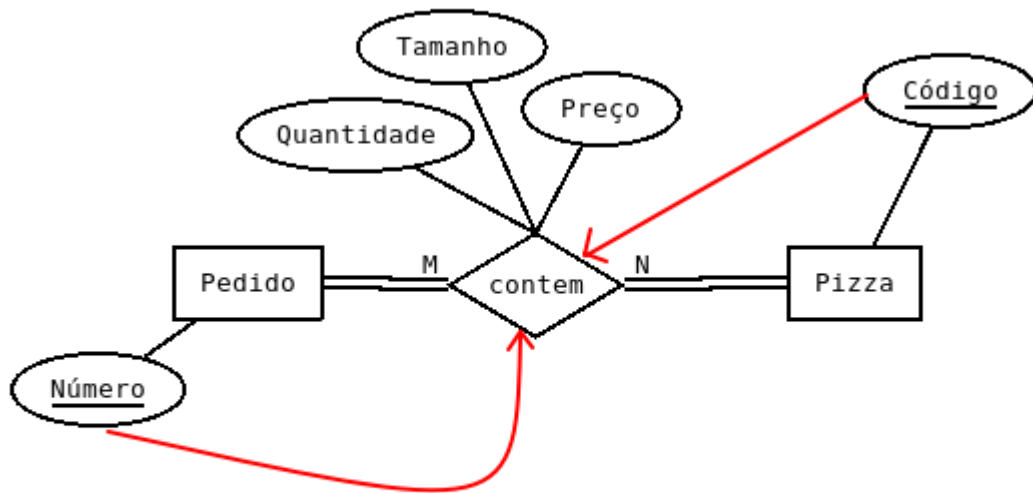 Tamanho
Preço
Código
Quantidade
M
N
Pedido
contem
Pizza
Número